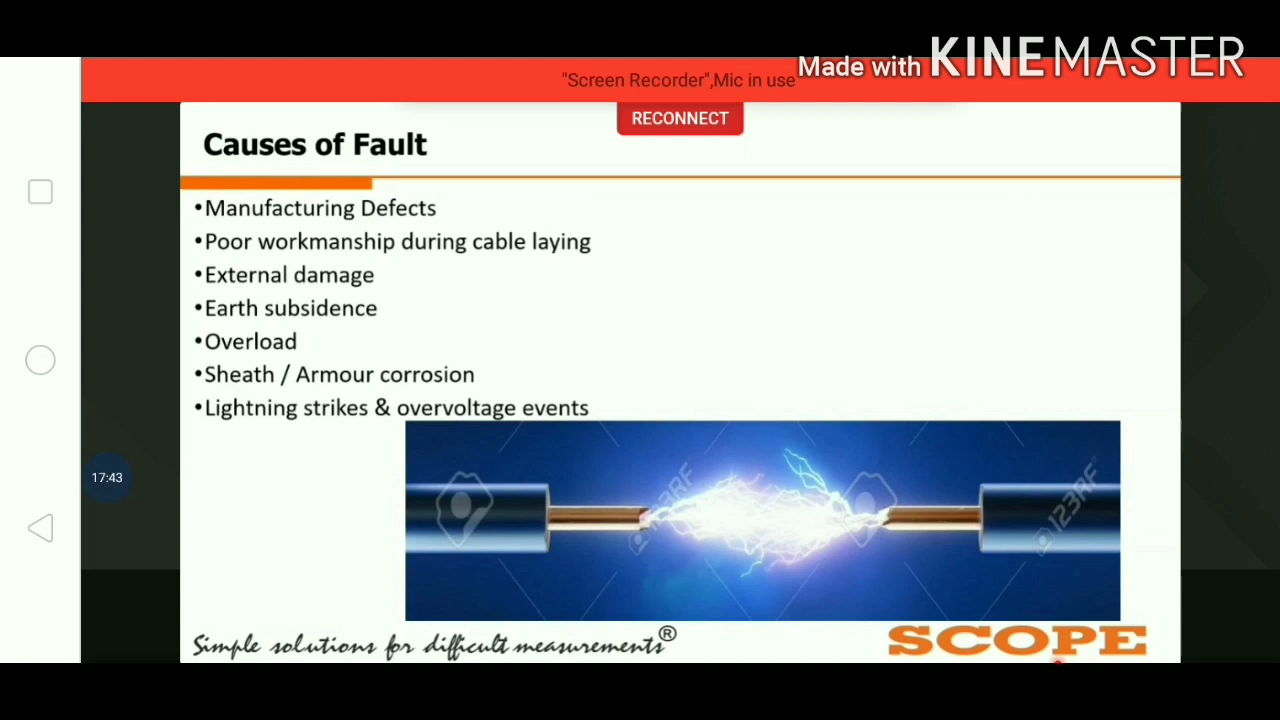 Made with KINEMASTER
"Screen Recorder",Mic in use
RECONNECT
Causes of Fault
•Manufacturing Defects
•Poor workmanship during cable laying
•External damage
•Earth subsidence
•Overload
•Sheath / Armour corrosion
•Lightning strikes & overvoltage events
17:43
123RF
123RF
Simple solutions for difficult measurements®
SCOPE